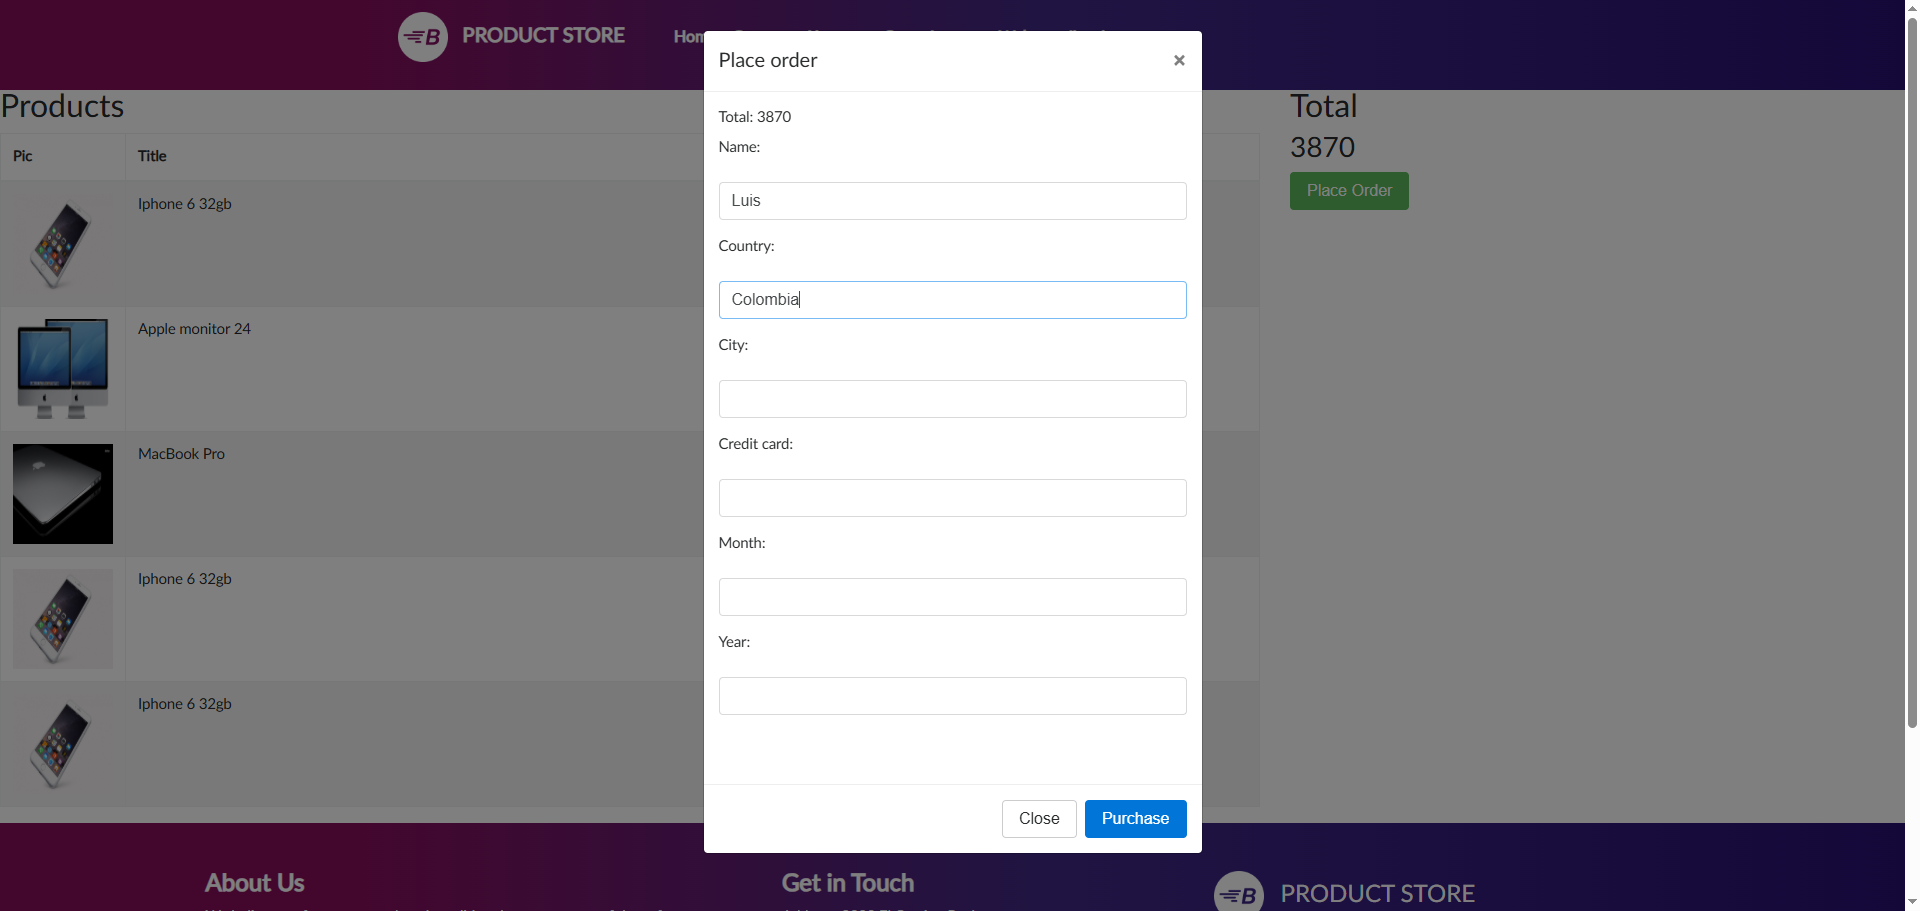 B PRODUCT STORE
Place order
×
Total: 3870
Name:
Luis
Country:
Colombia
City:
Credit card:
Month:
Year:
Close
Purchase
Products
Pic
Title
Iphone 6 32gb
Apple monitor 24
MacBook Pro
Iphone 6 32gb
Iphone 6 32gb
Total
3870
Place Order
About Us
Get in Touch
B PRODUCT STORE